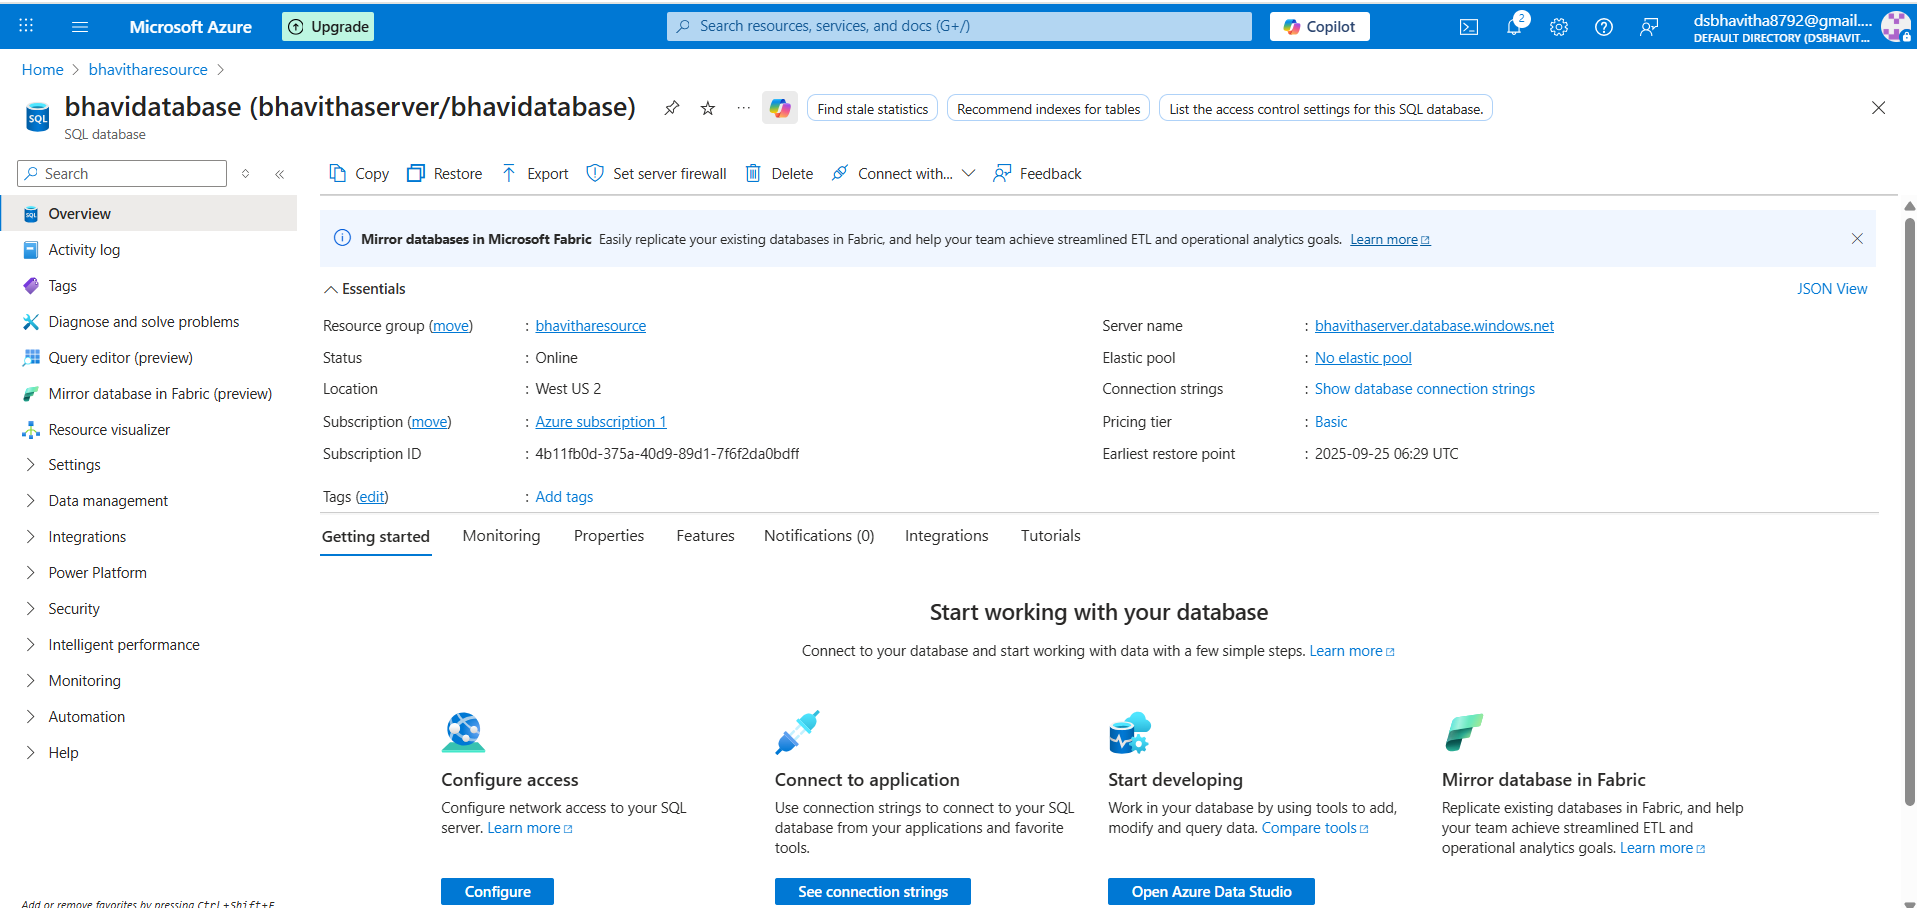 Microsoft Azure
Upgrade
Search resources, services, and docs (G+/)
Copilot
2
dsbhavitha8792@gmail....
DEFAULT DIRECTORY (DSBHAVIT...
Home > bhavitharesource >
bhavidatabase (bhavithaserver/bhavidatabase)
SQL
SQL database
...
Find stale statistics
Recommend indexes for tables
List the access control settings for this SQL database.
Search
Copy
Restore
Export
Set server firewall
Delete
Connect with...
Feedback
Overview
Activity log
Tags
Diagnose and solve problems
Query editor (preview)
Mirror database in Fabric (preview)
Resource visualizer
Settings
Data management
Integrations
Power Platform
Security
Intelligent performance
Monitoring
Automation
Help
Add or remove favorites by pressing Ctrl+Shift+F
Mirror databases in Microsoft Fabric Easily replicate your existing databases in Fabric, and help your team achieve streamlined ETL and operational analytics goals. Learn more
Essentials
JSON View
Resource group (move) : bhavitharesource
Status : Online
Location : West US 2
Subscription (move) : Azure subscription 1
Subscription ID : 4b11fb0d-375a-40d9-89d1-7f6f2da0bdff
Server name : bhavithaserver.database.windows.net
Elastic pool : No elastic pool
Connection strings : Show database connection strings
Pricing tier : Basic
Earliest restore point : 2025-09-25 06:29 UTC
Tags (edit) : Add tags
Getting started
Monitoring
Properties
Features
Notifications (0)
Integrations
Tutorials
Start working with your database
Connect to your database and start working with data with a few simple steps. Learn more
Configure access
Configure network access to your SQL
server. Learn more
Configure
Connect to application
Use connection strings to connect to your SQL
database from your applications and favorite
tools.
See connection strings
Start developing
Work in your database by using tools to add,
modify and query data. Compare tools
Open Azure Data Studio
Mirror database in Fabric
Replicate existing databases in Fabric, and help
your team achieve streamlined ETL and
operational analytics goals. Learn more